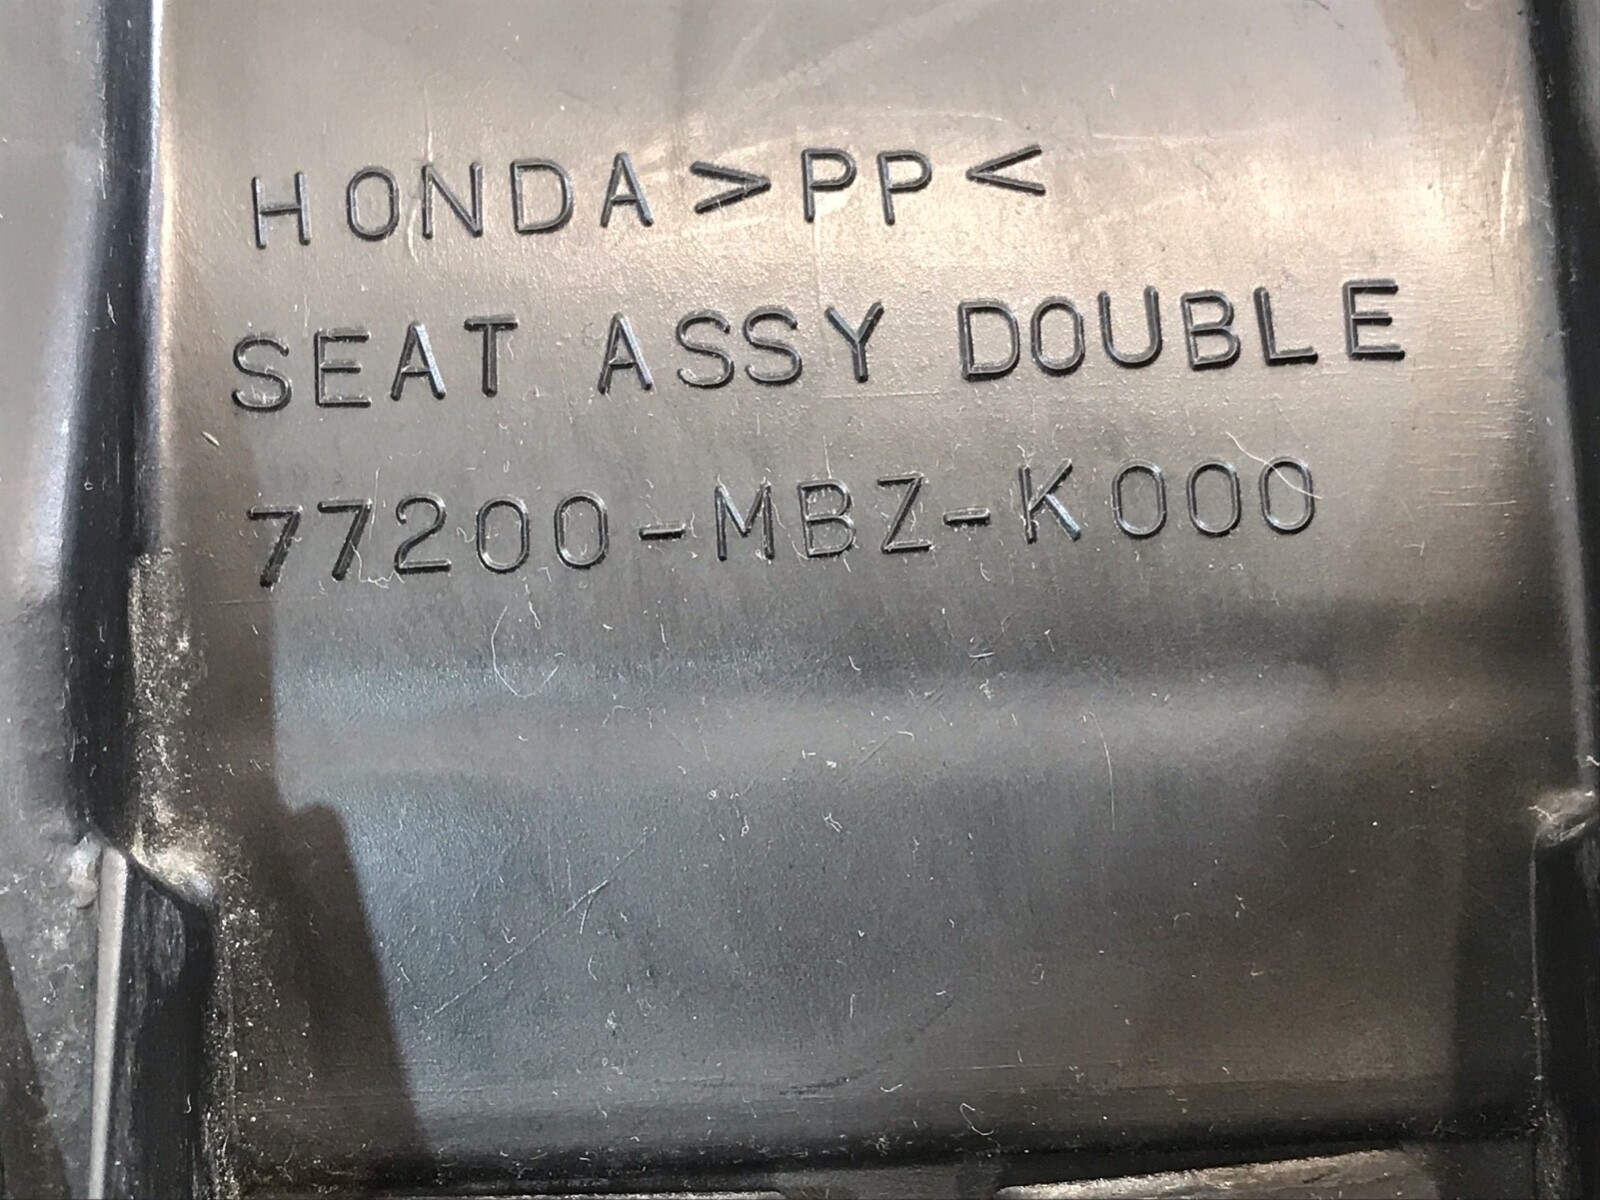 HONDA>PP<
SEAT ASSY DOUBLE
77200-MBZ-K000